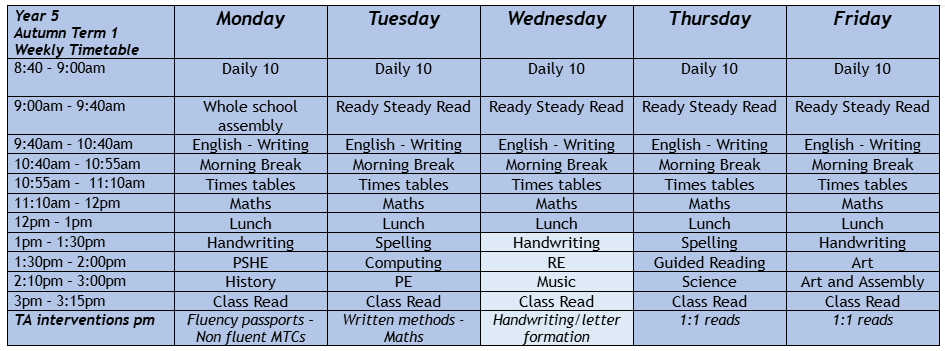 Year 5
Autumn Term 1
Weekly Timetable
Monday Tuesday Wednesday Thursday Friday
8:40 – 9:00am Daily 10 Daily 10 Daily 10 Daily 10 Daily 10
9:00am – 9:40am Whole school assembly Ready Steady Read Ready Steady Read Ready Steady Read Ready Steady Read
9:40am – 10:40am English - Writing English - Writing English - Writing English - Writing English - Writing
10:40am – 10:55am Morning Break Morning Break Morning Break Morning Break Morning Break
10:55am – 11:10am Times tables Times tables Times tables Times tables Times tables
11:10am – 12pm Maths Maths Maths Maths Maths
12pm – 1pm Lunch Lunch Lunch Lunch Lunch
1pm – 1:30pm Handwriting Spelling Handwriting Spelling Handwriting
1:30pm – 2:00pm PSHE Computing RE Guided Reading Art
2:10pm – 3:00pm History PE Music Science Art and Assembly
3pm – 3:15pm Class Read Class Read Class Read Class Read Class Read
TA interventions pm Fluency passports – Non fluent MTCs Written methods - Maths Handwriting/letter formation 1:1 reads 1:1 reads